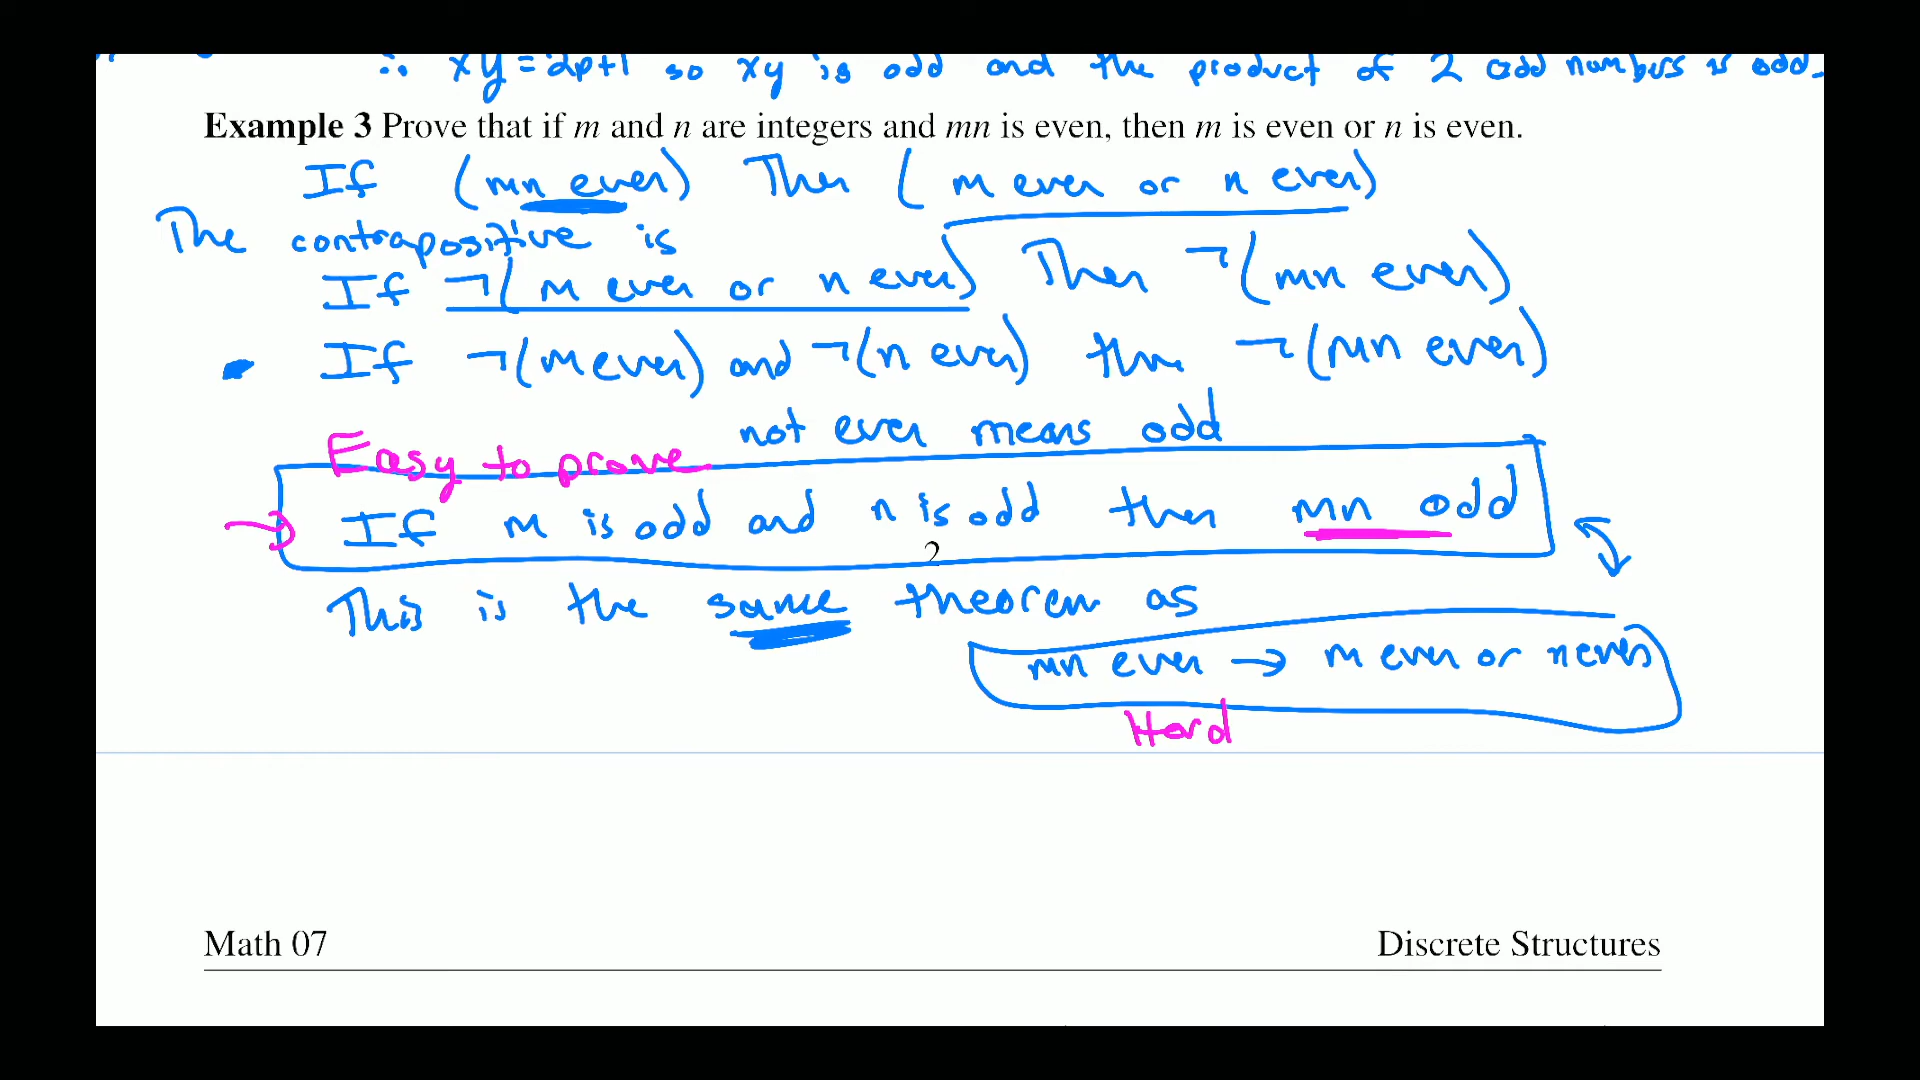 ∴ xy = 2p+1 so xy is odd and the product of 2 odd numbers is odd.
Example 3 Prove that if m and n are integers and mn is even, then m is even or n is even.
If (mn even) Then (m even or n even)
The contrapositive is
If ¬(m even or n even) Then ¬(mn even)
If ¬(m even) and ¬(n even) then ¬(mn even)
not even means odd
Easy to prove
→ If m is odd and n is odd then mn odd
2
This is the same theorem as
mn even → m even or n even
Hard
Math 07 Discrete Structures